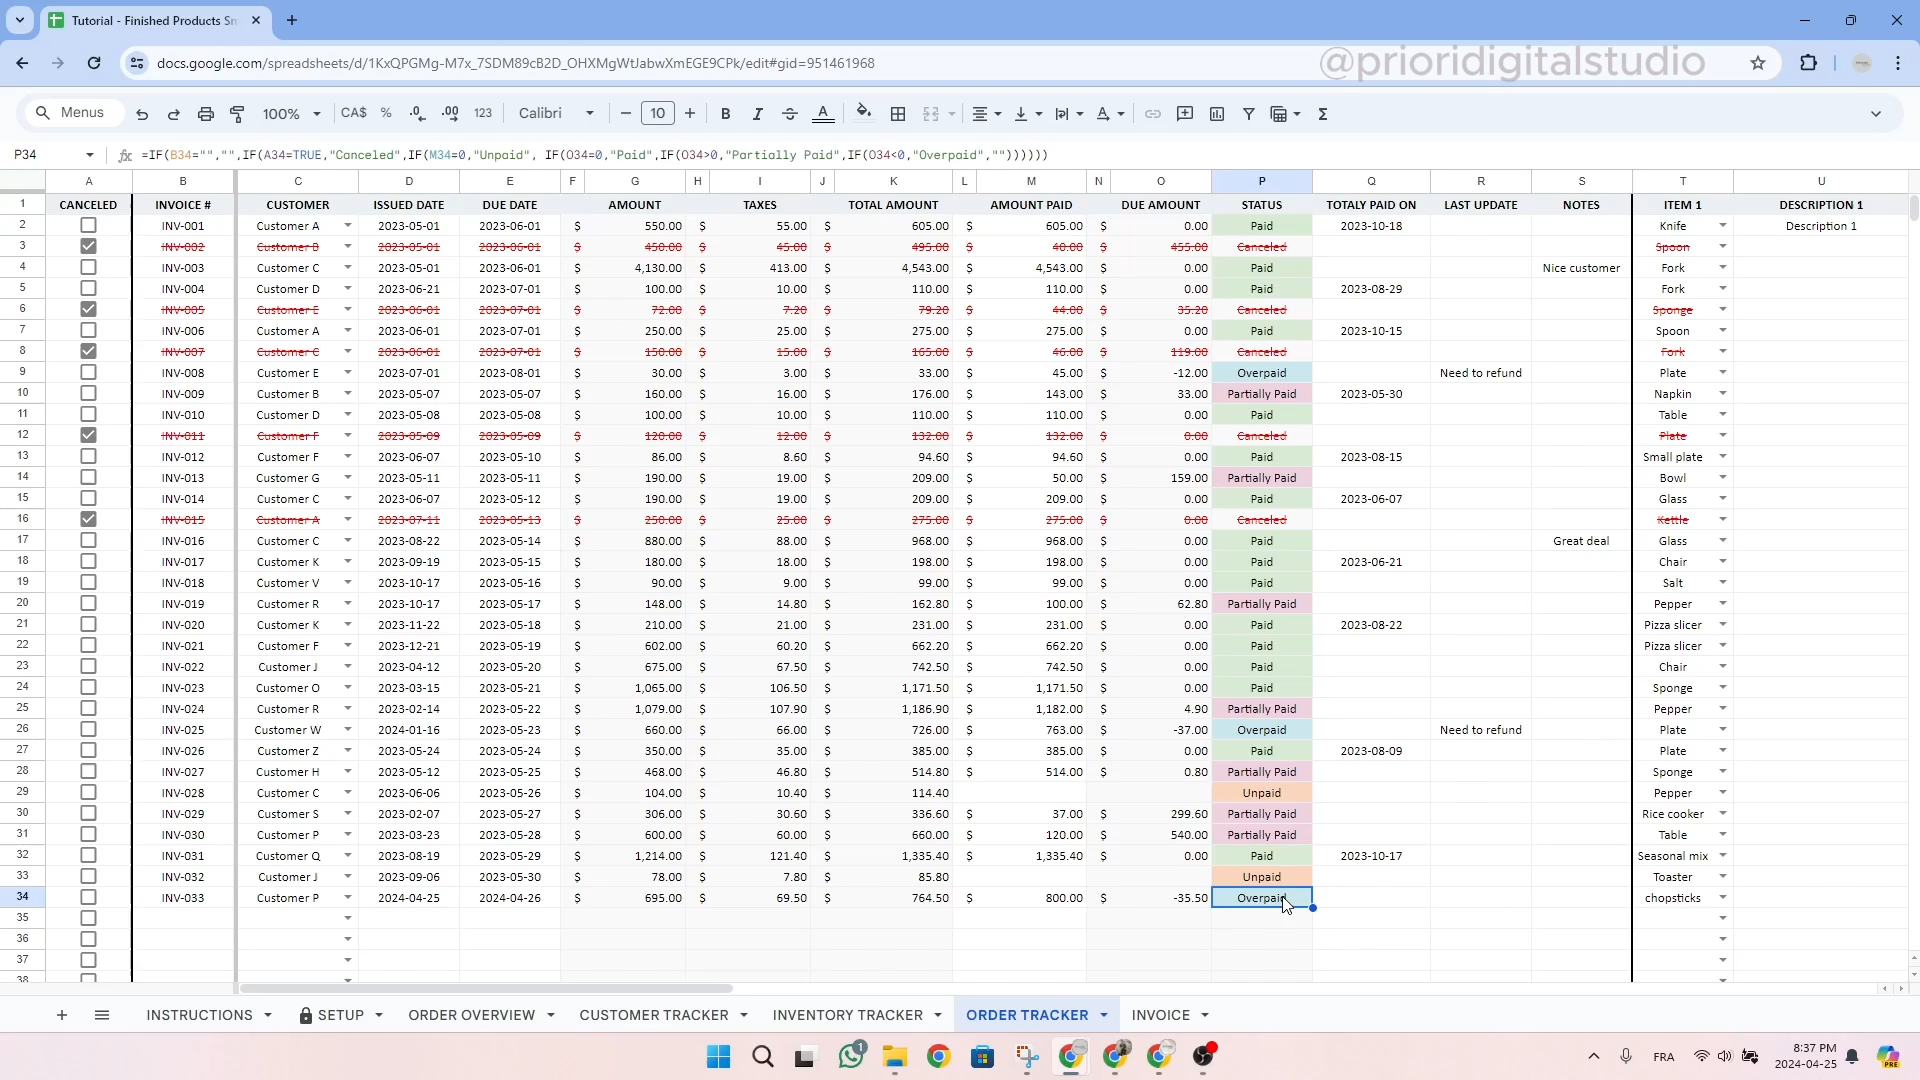 Tutorial - Finished Products Sm
docs.google.com/spreadsheets/d/1KxQPGMg-M7x_7SDM89cB2D_OHXMgWtJabwXmEGE9CPk/edit#gid=951461968
@prioridigitalstudio
Menus 100% CA$ % .0 .00 123 Calibri 10
P34 =IF(B34="","",IF(A34=TRUE,"Canceled",IF(M34=0,"Unpaid", IF(O34=0,"Paid",IF(O34>0,"Partially Paid",IF(O34<0,"Overpaid",""))))))
A B C D E F G H I J K L M N O P Q R S T U
1 CANCELED INVOICE # CUSTOMER ISSUED DATE DUE DATE AMOUNT TAXES TOTAL AMOUNT AMOUNT PAID DUE AMOUNT STATUS TOTALY PAID ON LAST UPDATE NOTES ITEM 1 DESCRIPTION 1
2 INV-001 Customer A 2023-05-01 2023-06-01 $ 550.00 $ 55.00 $ 605.00 $ 605.00 $ 0.00 Paid 2023-10-18 Knife Description 1
3 INV-002 Customer B 2023-05-01 2023-06-01 $ 450.00 $ 45.00 $ 495.00 $ 40.00 $ 455.00 Canceled Spoon
4 INV-003 Customer C 2023-05-01 2023-06-01 $ 4,130.00 $ 413.00 $ 4,543.00 $ 4,543.00 $ 0.00 Paid Nice customer Fork
5 INV-004 Customer D 2023-06-21 2023-07-01 $ 100.00 $ 10.00 $ 110.00 $ 110.00 $ 0.00 Paid 2023-08-29 Fork
6 INV-005 Customer E 2023-06-01 2023-07-01 $ 72.00 $ 7.20 $ 79.20 $ 44.00 $ 35.20 Canceled Sponge
7 INV-006 Customer A 2023-06-01 2023-07-01 $ 250.00 $ 25.00 $ 275.00 $ 275.00 $ 0.00 Paid 2023-10-15 Spoon
8 INV-007 Customer C 2023-06-01 2023-07-01 $ 150.00 $ 15.00 $ 165.00 $ 46.00 $ 119.00 Canceled Fork
9 INV-008 Customer E 2023-07-01 2023-08-01 $ 30.00 $ 3.00 $ 33.00 $ 45.00 $ -12.00 Overpaid Need to refund Plate
10 INV-009 Customer B 2023-05-07 2023-05-07 $ 160.00 $ 16.00 $ 176.00 $ 143.00 $ 33.00 Partially Paid 2023-05-30 Napkin
11 INV-010 Customer D 2023-05-08 2023-05-08 $ 100.00 $ 10.00 $ 110.00 $ 110.00 $ 0.00 Paid Table
12 INV-011 Customer F 2023-05-09 2023-05-09 $ 120.00 $ 12.00 $ 132.00 $ 132.00 $ 0.00 Canceled Plate
13 INV-012 Customer F 2023-06-07 2023-05-10 $ 86.00 $ 8.60 $ 94.60 $ 94.60 $ 0.00 Paid 2023-08-15 Small plate
14 INV-013 Customer G 2023-05-11 2023-05-11 $ 190.00 $ 19.00 $ 209.00 $ 50.00 $ 159.00 Partially Paid Bowl
15 INV-014 Customer C 2023-06-07 2023-05-12 $ 190.00 $ 19.00 $ 209.00 $ 209.00 $ 0.00 Paid 2023-06-07 Glass
16 INV-015 Customer A 2023-07-11 2023-05-13 $ 250.00 $ 25.00 $ 275.00 $ 275.00 $ 0.00 Canceled Kettle
17 INV-016 Customer C 2023-08-22 2023-05-14 $ 880.00 $ 88.00 $ 968.00 $ 968.00 $ 0.00 Paid Great deal Glass
18 INV-017 Customer K 2023-09-19 2023-05-15 $ 180.00 $ 18.00 $ 198.00 $ 198.00 $ 0.00 Paid 2023-06-21 Chair
19 INV-018 Customer V 2023-10-17 2023-05-16 $ 90.00 $ 9.00 $ 99.00 $ 99.00 $ 0.00 Paid Salt
20 INV-019 Customer R 2023-10-17 2023-05-17 $ 148.00 $ 14.80 $ 162.80 $ 100.00 $ 62.80 Partially Paid Pepper
21 INV-020 Customer K 2023-11-22 2023-05-18 $ 210.00 $ 21.00 $ 231.00 $ 231.00 $ 0.00 Paid 2023-08-22 Pizza slicer
22 INV-021 Customer F 2023-12-21 2023-05-19 $ 602.00 $ 60.20 $ 662.20 $ 662.20 $ 0.00 Paid Pizza slicer
23 INV-022 Customer J 2023-04-12 2023-05-20 $ 675.00 $ 67.50 $ 742.50 $ 742.50 $ 0.00 Paid Chair
24 INV-023 Customer O 2023-03-15 2023-05-21 $ 1,065.00 $ 106.50 $ 1,171.50 $ 1,171.50 $ 0.00 Paid Sponge
25 INV-024 Customer R 2023-02-14 2023-05-22 $ 1,079.00 $ 107.90 $ 1,186.90 $ 1,182.00 $ 4.90 Partially Paid Pepper
26 INV-025 Customer W 2024-01-16 2023-05-23 $ 660.00 $ 66.00 $ 726.00 $ 763.00 $ -37.00 Overpaid Need to refund Plate
27 INV-026 Customer Z 2023-05-24 2023-05-24 $ 350.00 $ 35.00 $ 385.00 $ 385.00 $ 0.00 Paid 2023-08-09 Plate
28 INV-027 Customer H 2023-05-12 2023-05-25 $ 468.00 $ 46.80 $ 514.80 $ 514.00 $ 0.80 Partially Paid Sponge
29 INV-028 Customer C 2023-06-06 2023-05-26 $ 104.00 $ 10.40 $ 114.40 Unpaid Pepper
30 INV-029 Customer S 2023-02-07 2023-05-27 $ 306.00 $ 30.60 $ 336.60 $ 37.00 $ 299.60 Partially Paid Rice cooker
31 INV-030 Customer P 2023-03-23 2023-05-28 $ 600.00 $ 60.00 $ 660.00 $ 120.00 $ 540.00 Partially Paid Table
32 INV-031 Customer Q 2023-08-19 2023-05-29 $ 1,214.00 $ 121.40 $ 1,335.40 $ 1,335.40 $ 0.00 Paid 2023-10-17 Seasonal mix
33 INV-032 Customer J 2023-09-06 2023-05-30 $ 78.00 $ 7.80 $ 85.80 Unpaid Toaster
34 INV-033 Customer P 2024-04-25 2024-04-26 $ 695.00 $ 69.50 $ 764.50 $ 800.00 $ -35.50 Overpaid chopsticks
35
36
37
38
INSTRUCTIONS SETUP ORDER OVERVIEW CUSTOMER TRACKER INVENTORY TRACKER ORDER TRACKER INVOICE
1 FRA 8:37 PM
2024-04-25